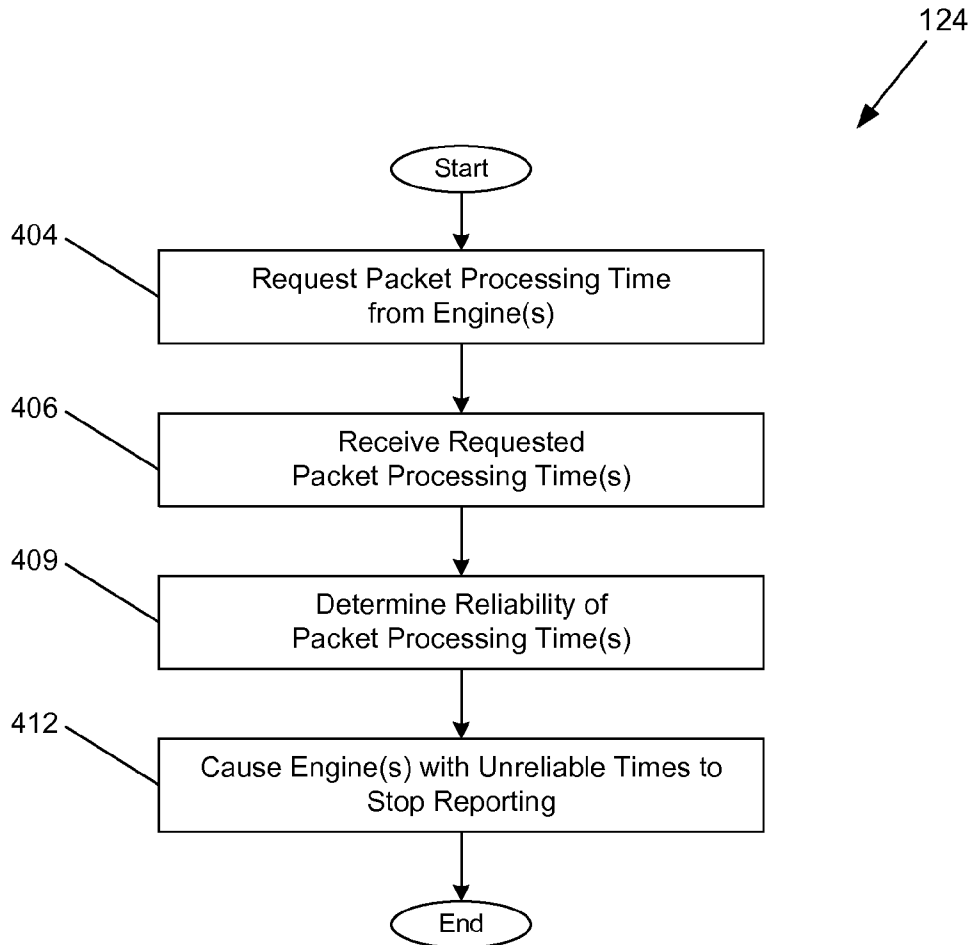 124
Start
404
Request Packet Processing Time
from Engine(s)
406
Receive Requested
Packet Processing Time(s)
409
Determine Reliability of
Packet Processing Time(s)
412
Cause Engine(s) with Unreliable Times to
Stop Reporting
End